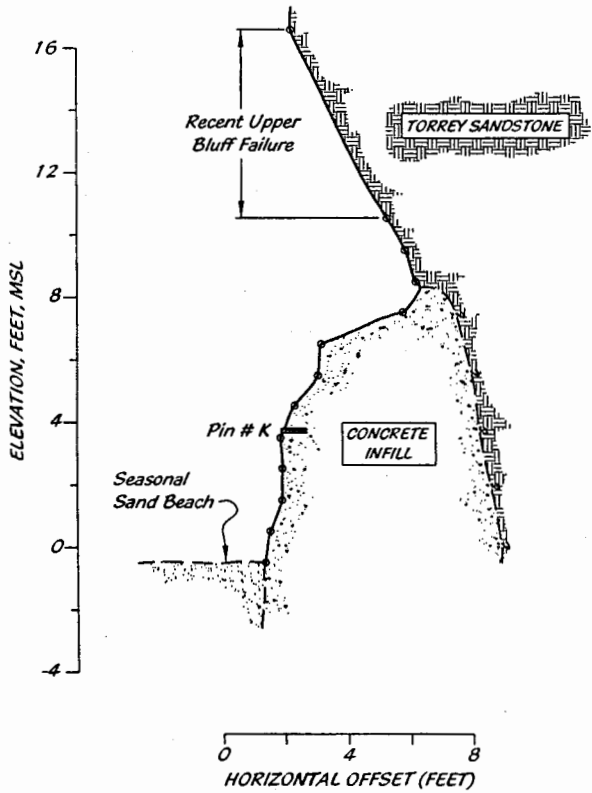 16
12
8
4
0
-4
ELEVATION, FEET, MSL
Recent Upper
Bluff Failure
TORREY SANDSTONE
Pin # K
CONCRETE
INFILL
Seasonal
Sand Beach
0 4 8
HORIZONTAL OFFSET (FEET)